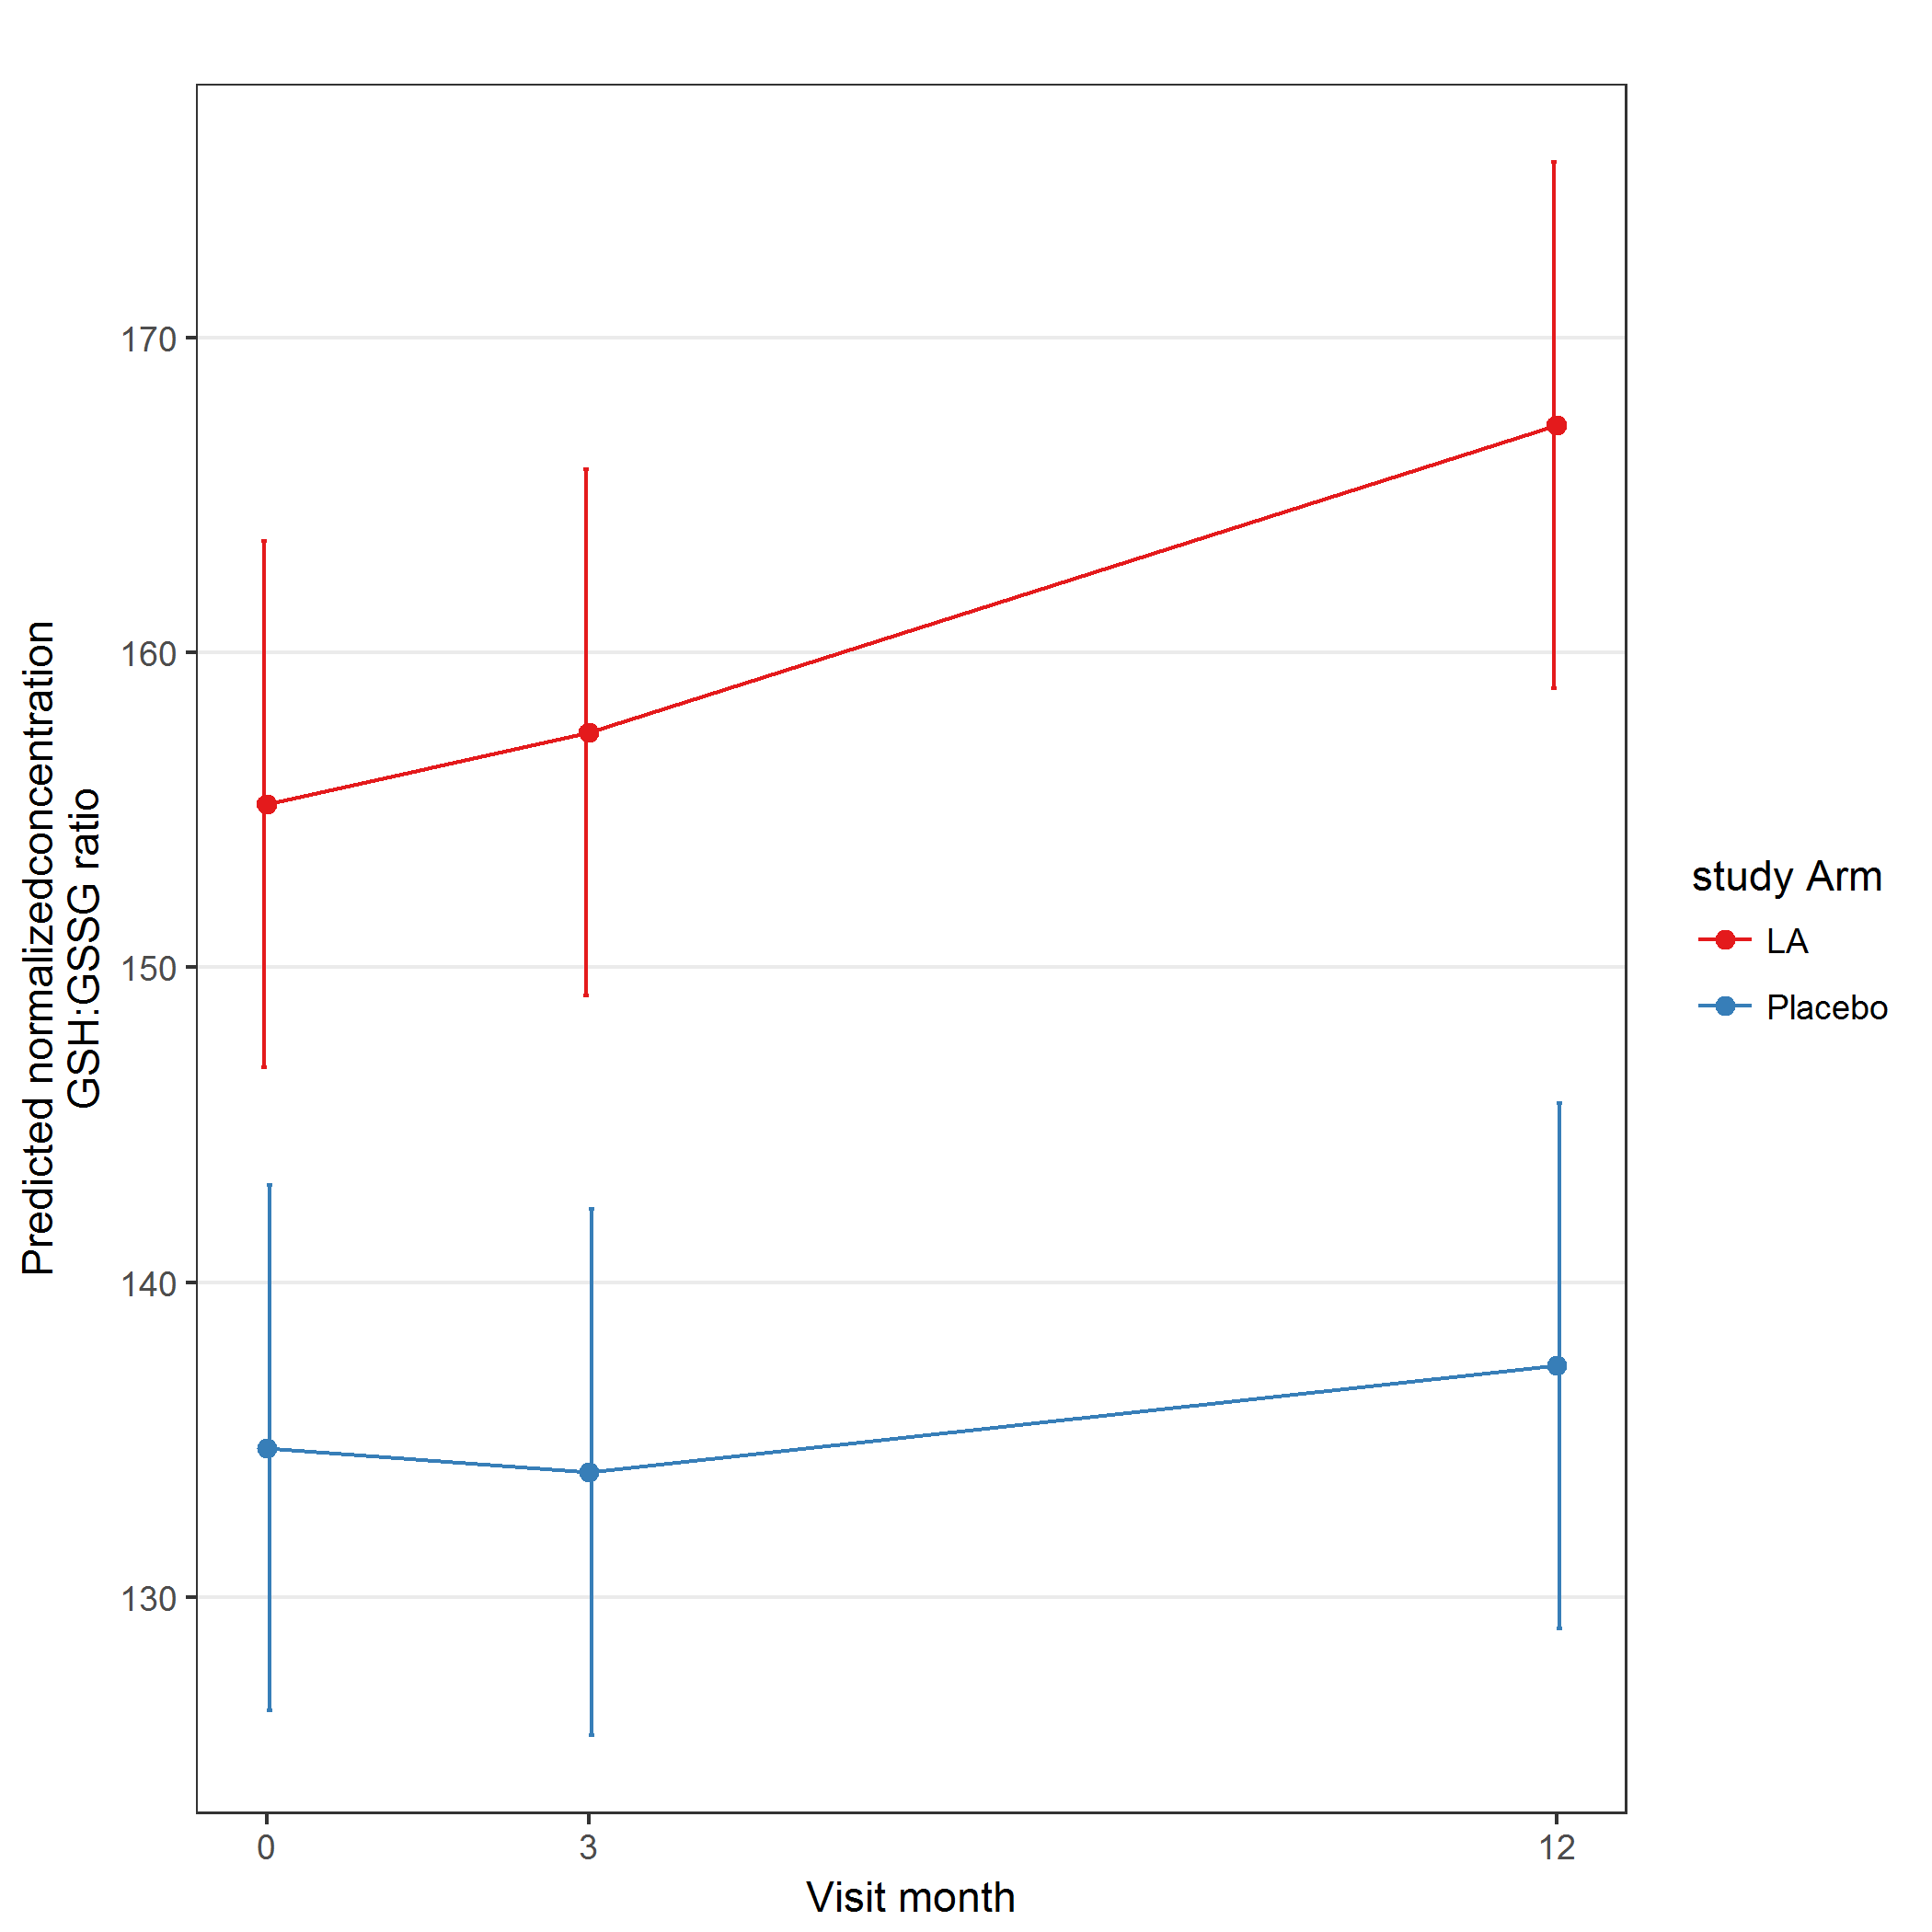 Predicted normalizedconcentration
GSH:GSSG ratio
170
160
150
140
130
0
3
12
Visit month
study Arm
LA
Placebo